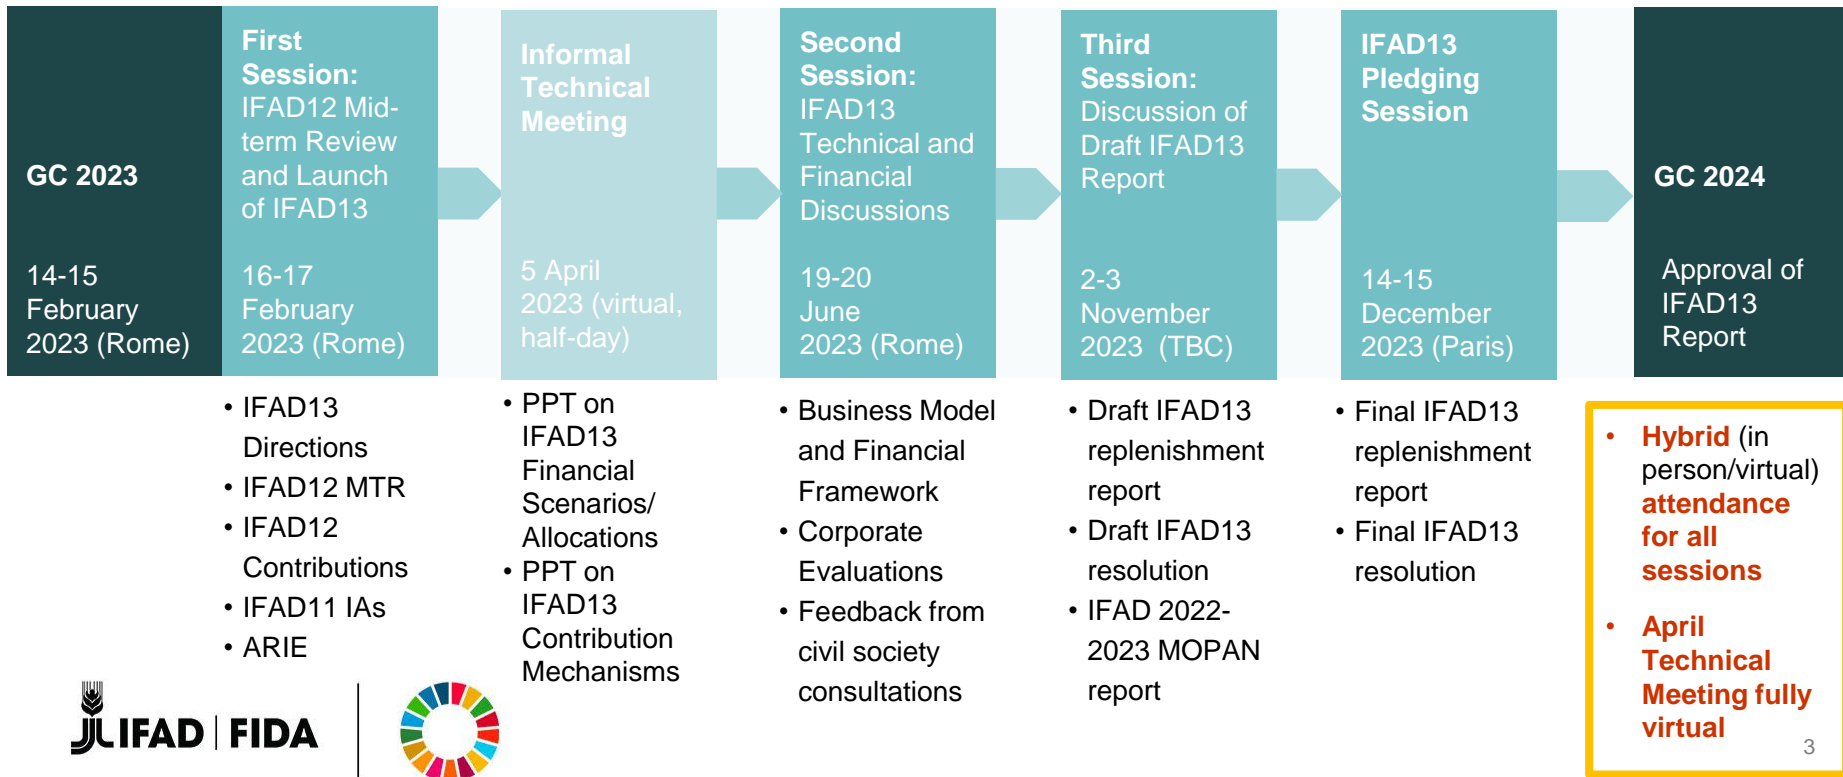 GC 2023
14-15
February
2023 (Rome)
First
Session:
IFAD12 Mid-
term Review
and Launch
of IFAD13
16-17
February
2023 (Rome)
Informal
Technical
Meeting
5 April
2023 (virtual,
half-day)
Second
Session:
IFAD13
Technical and
Financial
Discussions
19-20
June
2023 (Rome)
Third
Session:
Discussion of
Draft IFAD13
Report
2-3
November
2023 (TBC)
IFAD13
Pledging
Session
14-15
December
2023 (Paris)
GC 2024
Approval of
IFAD13
Report
• IFAD13
Directions
• IFAD12 MTR
• IFAD12
Contributions
• IFAD11 IAs
• ARIE
• PPT on
IFAD13
Financial
Scenarios/
Allocations
• PPT on
IFAD13
Contribution
Mechanisms
• Business Model
and Financial
Framework
• Corporate
Evaluations
• Feedback from
civil society
consultations
• Draft IFAD13
replenishment
report
• Draft IFAD13
resolution
• IFAD 2022-
2023 MOPAN
report
• Final IFAD13
replenishment
report
• Final IFAD13
resolution
• Hybrid (in
person/virtual)
attendance
for all
sessions
• April
Technical
Meeting fully
virtual
IFAD | FIDA
3